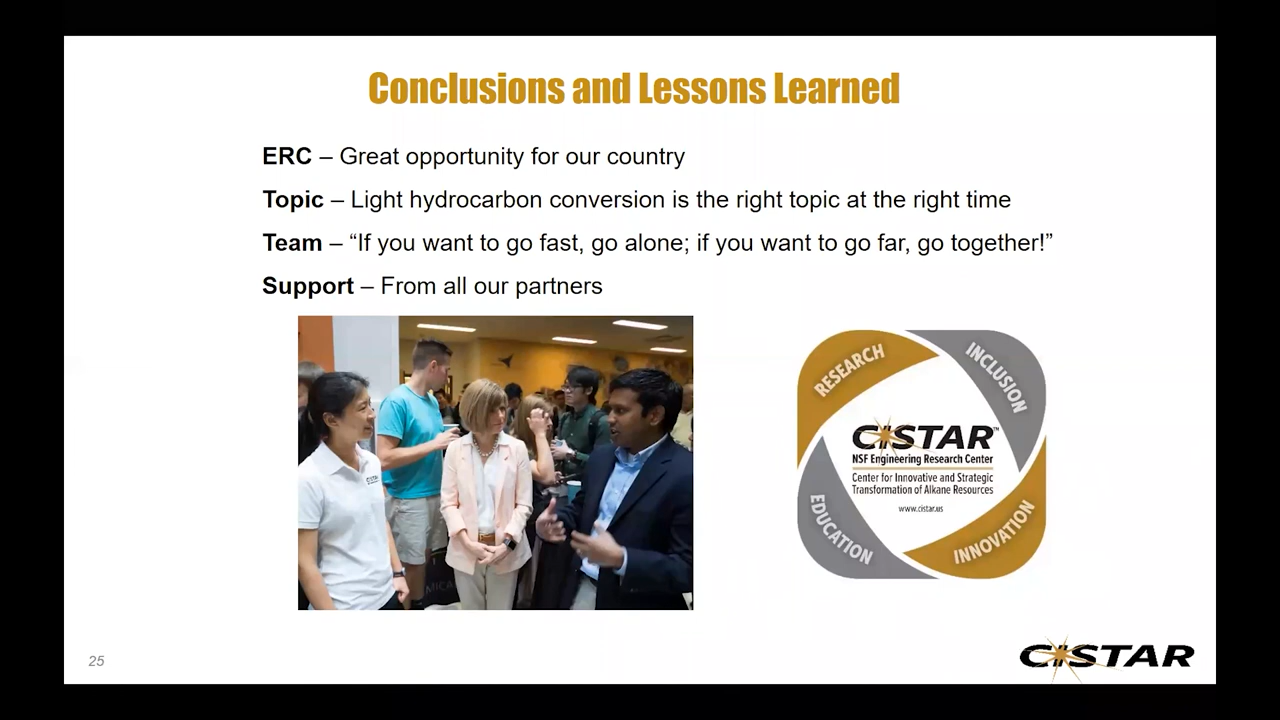 Conclusions and Lessons Learned
ERC – Great opportunity for our country
Topic – Light hydrocarbon conversion is the right topic at the right time
Team – “If you want to go fast, go alone; if you want to go far, go together!”
Support – From all our partners
CISTAR
RESEARCH
INCLUSION
CISTAR™
NSF Engineering Research Center
Center for Innovative and Strategic
Transformation of Alkane Resources
www.cistar.us
EDUCATION
INNOVATION
25
CISTAR